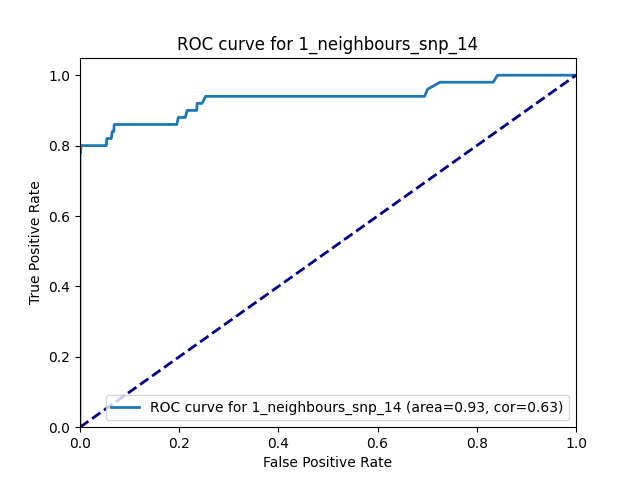 ROC curve for 1_neighbours_snp_14
1.0
0.8
0.6
0.4
0.2
0.0
True Positive Rate
ROC curve for 1_neighbours_snp_14 (area=0.93, cor=0.63)
0.0 0.2 0.4 0.6 0.8 1.0
False Positive Rate